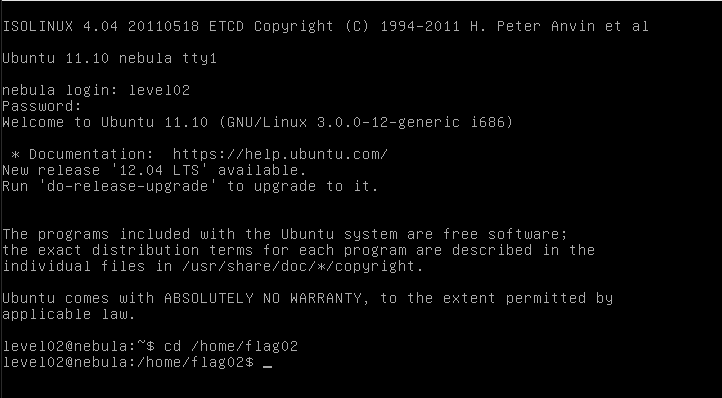 ISOLINUX 4.04 20110518 ETCD Copyright (C) 1994-2011 H. Peter Anvin et al
Ubuntu 11.10 nebula tty1
nebula login: level02
Password:
Welcome to Ubuntu 11.10 (GNU/Linux 3.0.0-12-generic i686)
 * Documentation:  https://help.ubuntu.com/
New release '12.04 LTS' available.
Run 'do-release-upgrade' to upgrade to it.
The programs included with the Ubuntu system are free software;
the exact distribution terms for each program are described in the
individual files in /usr/share/doc/*/copyright.
Ubuntu comes with ABSOLUTELY NO WARRANTY, to the extent permitted by
applicable law.
level02@nebula:~$ cd /home/flag02
level02@nebula:/home/flag02$ _